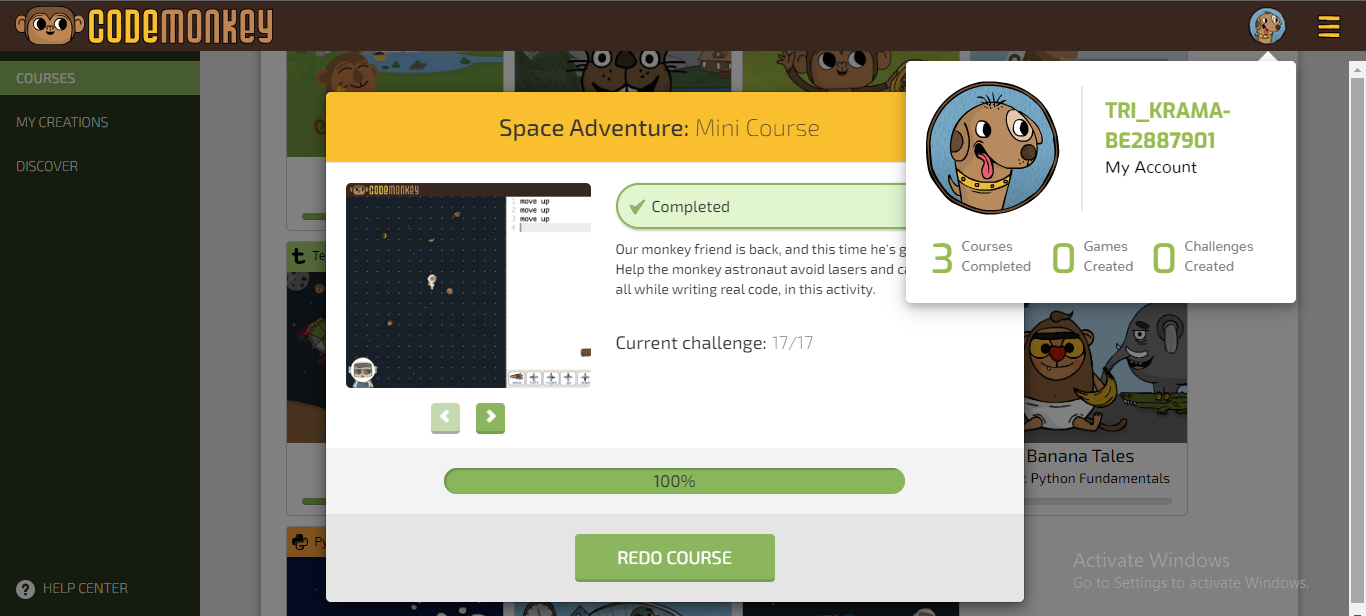 CODEMONKEY
COURSES
MY CREATIONS
DISCOVER
HELP CENTER
Space Adventure: Mini Course
CODEMONKEY
1 move up
2 move up
3 move up
4
Completed
Our monkey friend is back, and this time he's g
Help the monkey astronaut avoid lasers and c
all while writing real code, in this activity.
Current challenge: 17/17
100%
REDO COURSE
TRI_KRAMA-
BE2887901
My Account
3 Courses
Completed
0 Games
Created
0 Challenges
Created
Te
Banana Tales
: Python Fundamentals
Py
Activate Windows
Go to Settings to activate Windows.